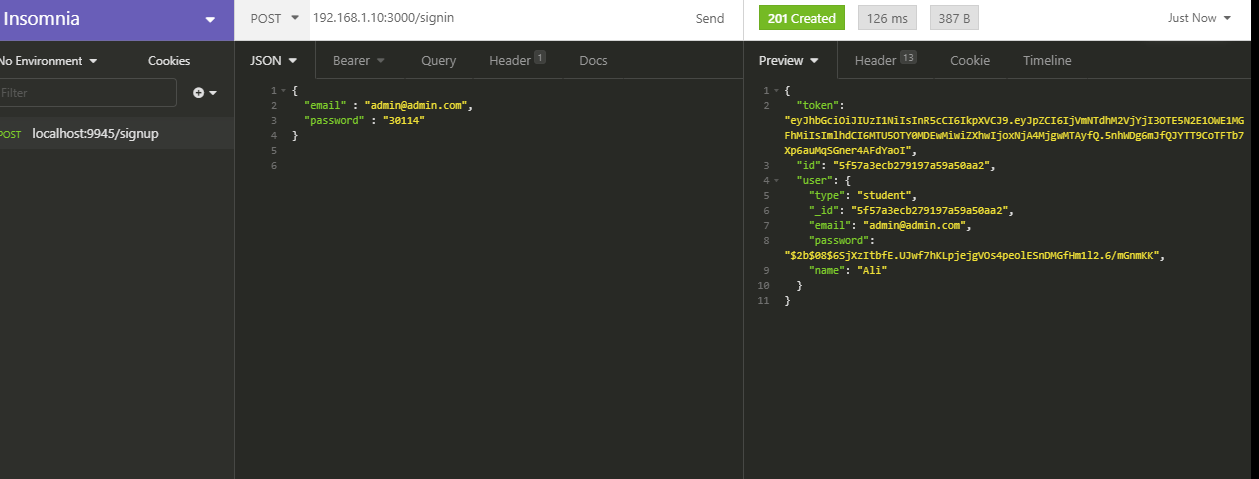 Insomnia
POST 192.168.1.10:3000/signin Send
201 Created 126 ms 387 B Just Now
No Environment Cookies
JSON Bearer Query Header 1 Docs
Preview Header 13 Cookie Timeline
Filter
POST localhost:9945/signup
1 {
2 "email" : "admin@admin.com",
3 "password" : "30114"
4 }
5
6
1 {
2 "token":
"eyJhbGciOiJIUzI1NiIsInR5cCI6IkpXVCJ9.eyJpZCI6IjVmNTdhM2VjYjI3OTE5N2E1OWE1MG
FhMiIsImlhdCI6MTU5OTY0MDEwMiwiZXhwIjoxNjA4MjgwMTAyfQ.5nhWDg6mJfQJYTT9CoTFTb7
Xp6auMqSGner4AFdYaoI",
3 "id": "5f57a3ecb279197a59a50aa2",
4 "user": {
5 "type": "student",
6 "_id": "5f57a3ecb279197a59a50aa2",
7 "email": "admin@admin.com",
8 "password":
"$2b$08$6SjXzItbfE.UJwf7hKLpjejgVOs4peolESnDMGfHm1l2.6/mGnmKK",
9 "name": "Ali"
10 }
11 }